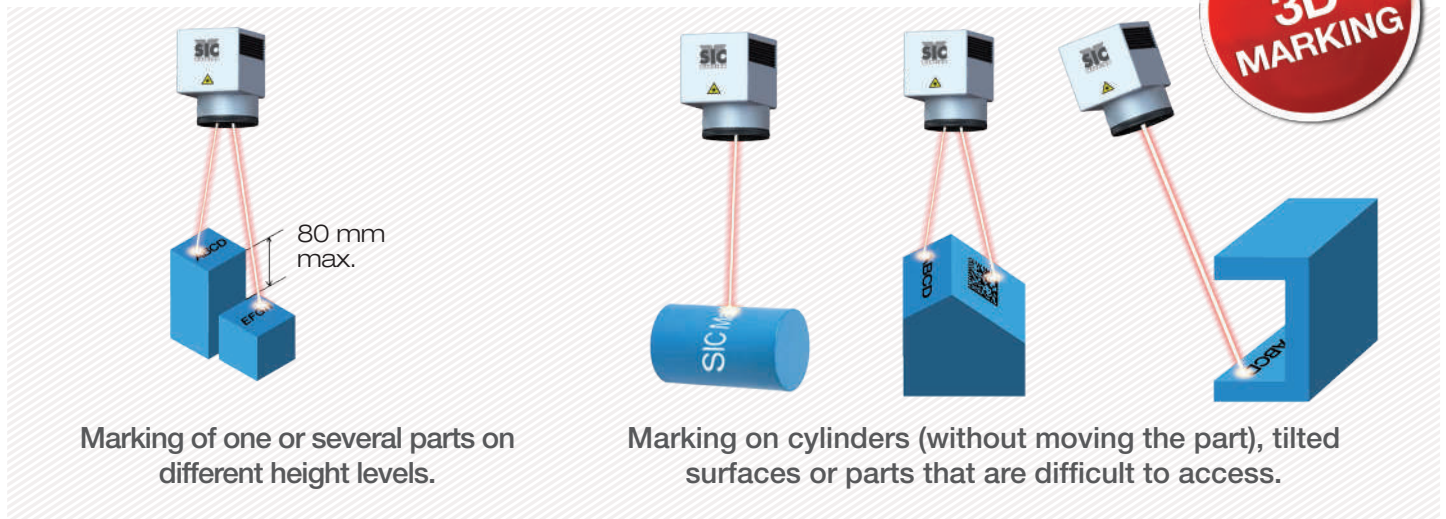 3D
MARKING
SIC
SIC
SIC
SIC
80 mm
max.
ABCD
EFGH
SIC M
ABCD
ABCD
Marking of one or several parts on
different height levels.
Marking on cylinders (without moving the part), tilted
surfaces or parts that are difficult to access.